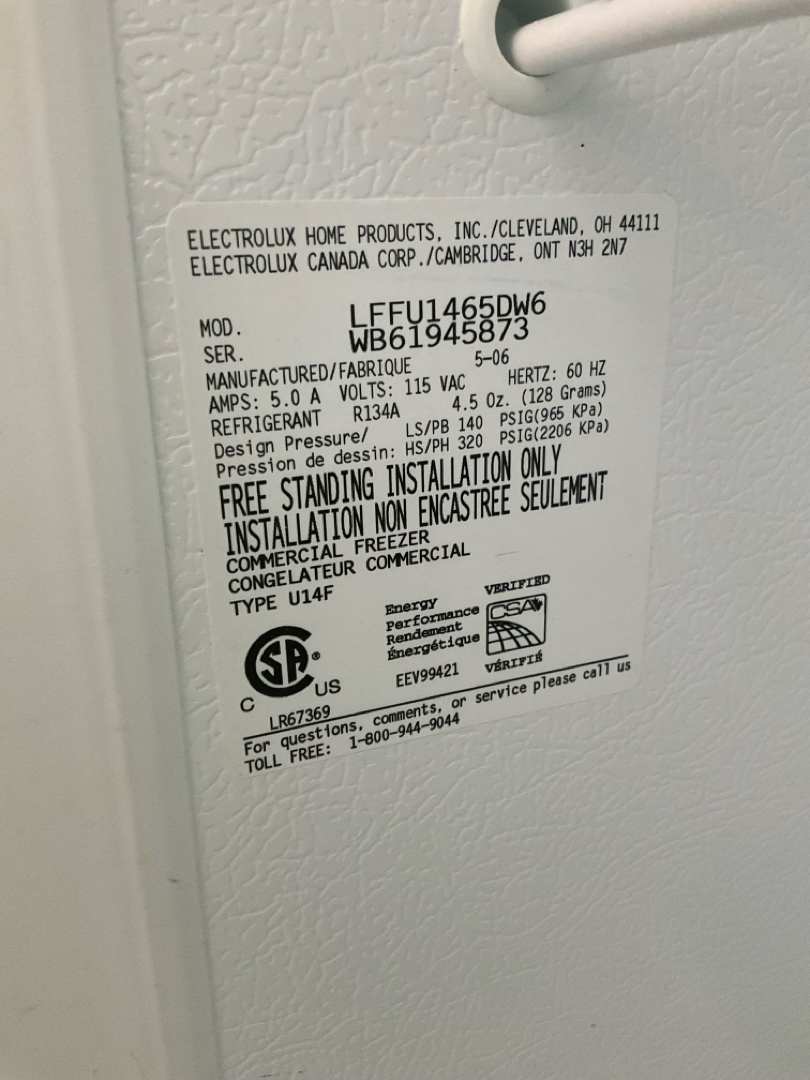 ELECTROLUX HOME PRODUCTS, INC./CLEVELAND, OH 44111
ELECTROLUX CANADA CORP./CAMBRIDGE, ONT N3H 2N7
MOD. LFFU1465DW6
SER. WB61945873
MANUFACTURED/FABRIQUE 5-06
AMPS: 5.0 A VOLTS: 115 VAC HERTZ: 60 HZ
REFRIGERANT R134A 4.5 Oz. (128 Grams)
Design Pressure/ LS/PB 140 PSIG(965 KPa)
Pression de dessin: HS/PH 320 PSIG(2206 KPa)
FREE STANDING INSTALLATION ONLY
INSTALLATION NON ENCASTREE SEULEMENT
COMMERCIAL FREEZER
CONGELATEUR COMMERCIAL
TYPE U14F
SA®
C US
LR67369
Energy
Performance
Rendement
Énergétique
EEV99421
VERIFIED
CSA
VÉRIFIÉ
For questions, comments, or service please call us
TOLL FREE: 1-800-944-9044